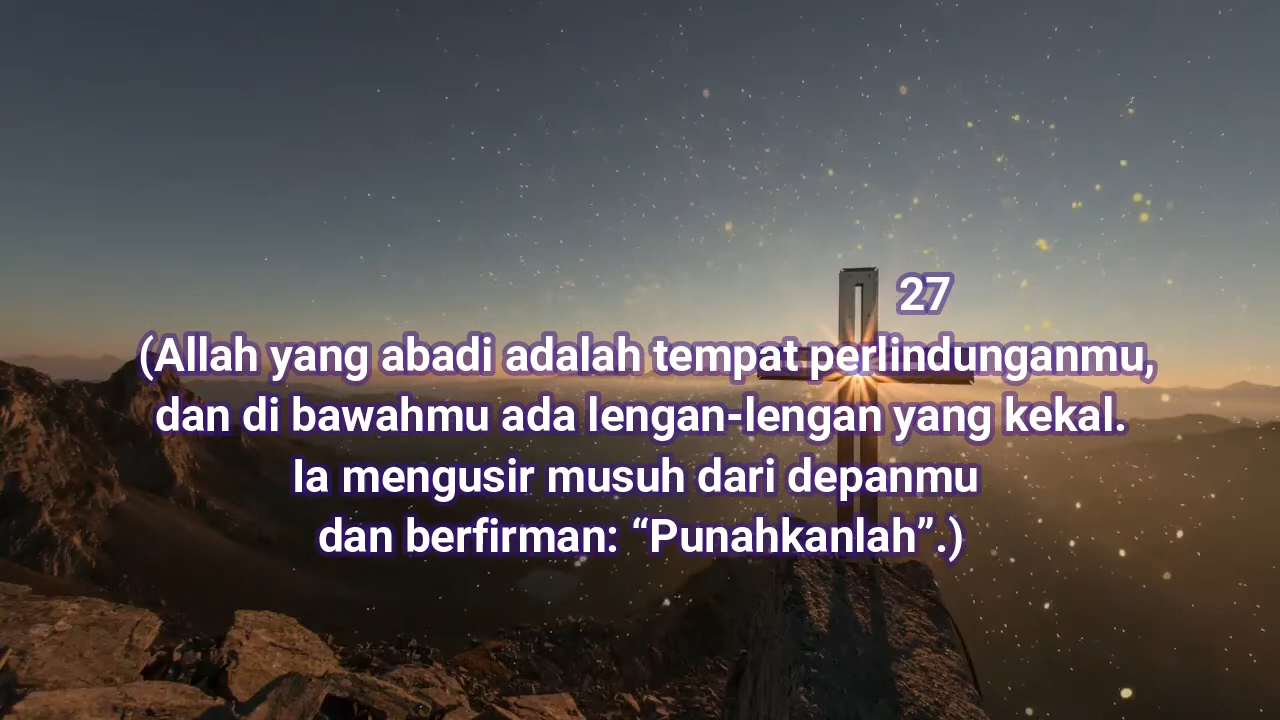 27
(Allah yang abadi adalah tempat perlindunganmu,
dan di bawahmu ada lengan-lengan yang kekal.
Ia mengusir musuh dari depanmu
dan berfirman: “Punahkanlah”.)